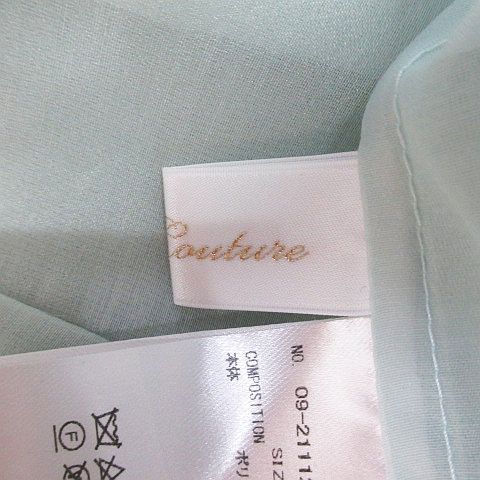 Couture
NO. 09-2111
SIZ
COMPOSITION
本体 ポリ
F